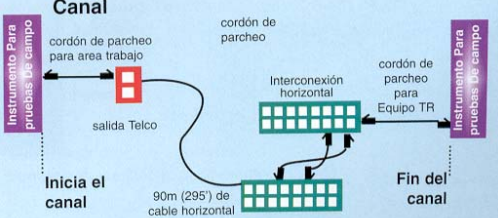 Canal
Instrumento Para
pruebas De campo
cordón de parcheo
para area trabajo
salida Telco
cordón de
parcheo
Interconexión
horizontal
cordón de
parcheo
para
Equipo TR
Instrumento Para
pruebas De campo
Inicia el
canal
90m (295') de
cable horizontal
Fin del
canal